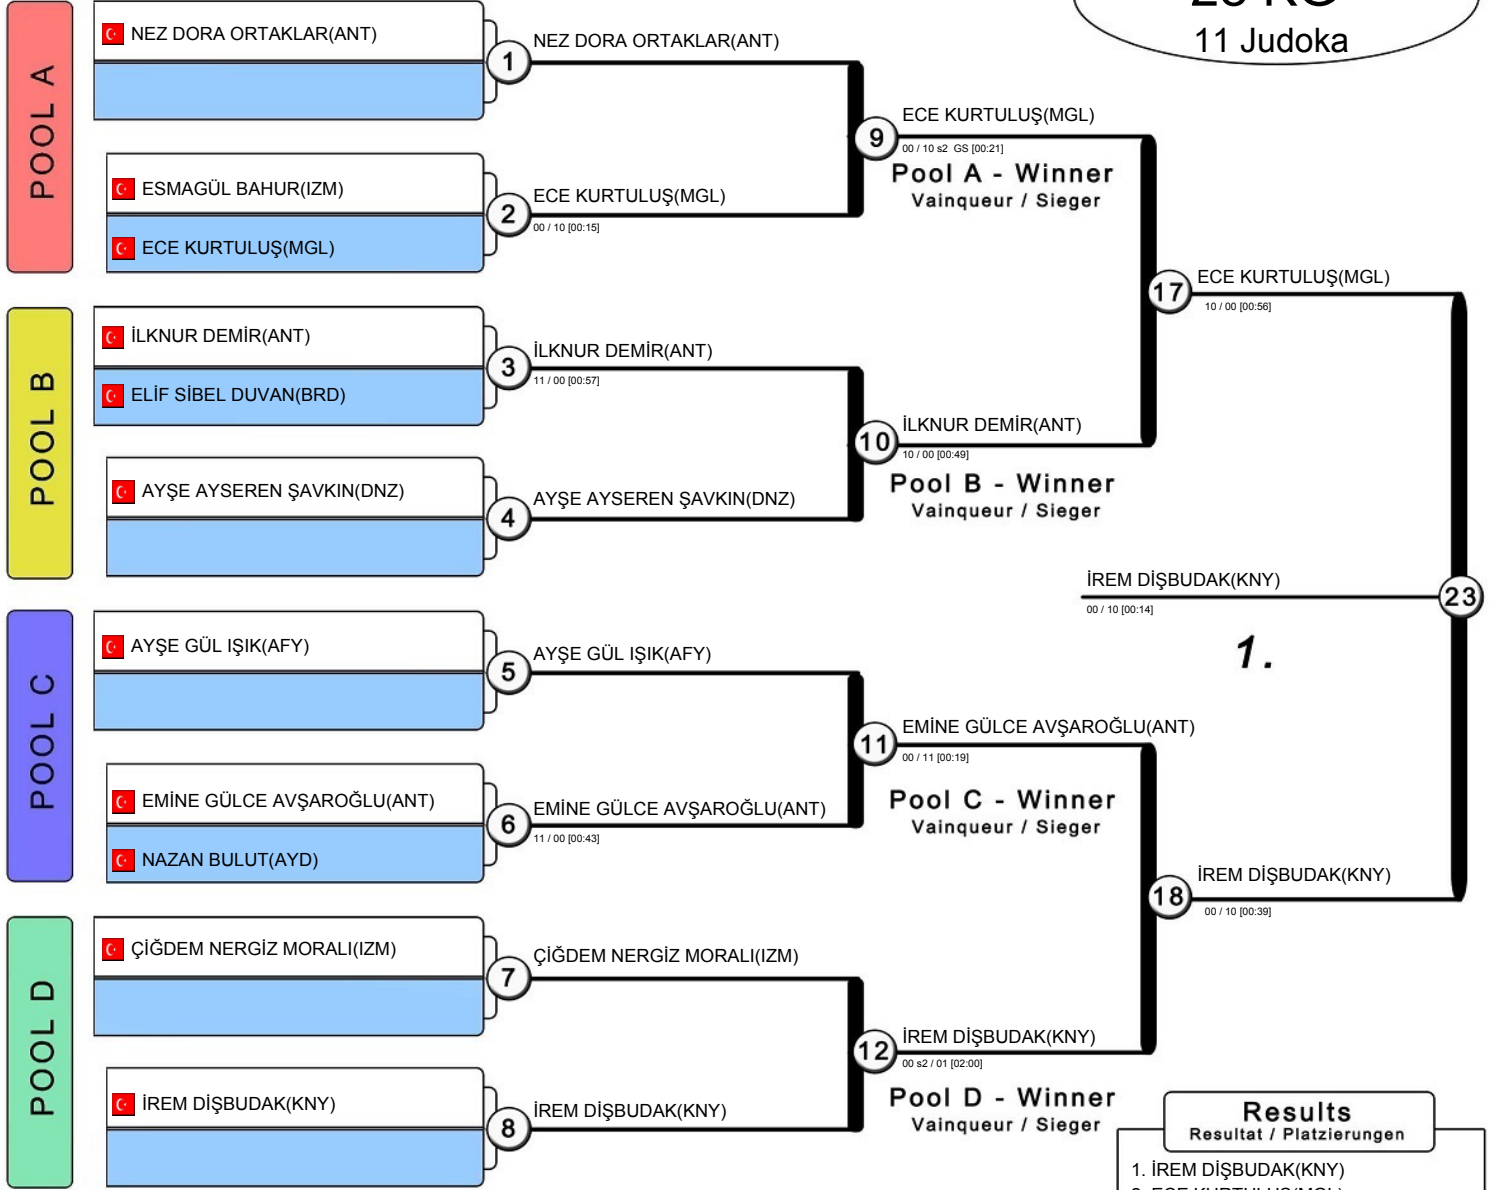 11 Judoka
POOL A
NEZ DORA ORTAKLAR(ANT)
1
NEZ DORA ORTAKLAR(ANT)
ESMAGÜL BAHUR(IZM)
ECE KURTULUŞ(MGL)
2
ECE KURTULUŞ(MGL)
00 / 10 [00:15]
9
ECE KURTULUŞ(MGL)
00 / 10 s2 GS [00:21]
Pool A - Winner
Vainqueur / Sieger
POOL B
İLKNUR DEMİR(ANT)
ELİF SİBEL DUVAN(BRD)
3
İLKNUR DEMİR(ANT)
11 / 00 [00:57]
AYŞE AYSEREN ŞAVKIN(DNZ)
4
AYŞE AYSEREN ŞAVKIN(DNZ)
10
İLKNUR DEMİR(ANT)
10 / 00 [00:49]
Pool B - Winner
Vainqueur / Sieger
17
ECE KURTULUŞ(MGL)
10 / 00 [00:56]
POOL C
AYŞE GÜL IŞIK(AFY)
5
AYŞE GÜL IŞIK(AFY)
EMİNE GÜLCE AVŞAROĞLU(ANT)
NAZAN BULUT(AYD)
6
EMİNE GÜLCE AVŞAROĞLU(ANT)
11 / 00 [00:43]
11
EMİNE GÜLCE AVŞAROĞLU(ANT)
00 / 11 [00:19]
Pool C - Winner
Vainqueur / Sieger
POOL D
ÇİĞDEM NERGİZ MORALI(IZM)
7
ÇİĞDEM NERGİZ MORALI(IZM)
İREM DİŞBUDAK(KNY)
8
İREM DİŞBUDAK(KNY)
12
İREM DİŞBUDAK(KNY)
00 s2 / 01 [02:00]
Pool D - Winner
Vainqueur / Sieger
18
İREM DİŞBUDAK(KNY)
00 / 10 [00:39]
İREM DİŞBUDAK(KNY)
00 / 10 [00:14]
23
1.
Results
Resultat / Platzierungen
1. İREM DİŞBUDAK(KNY)
2. ECE KURTULUŞ(MGL)